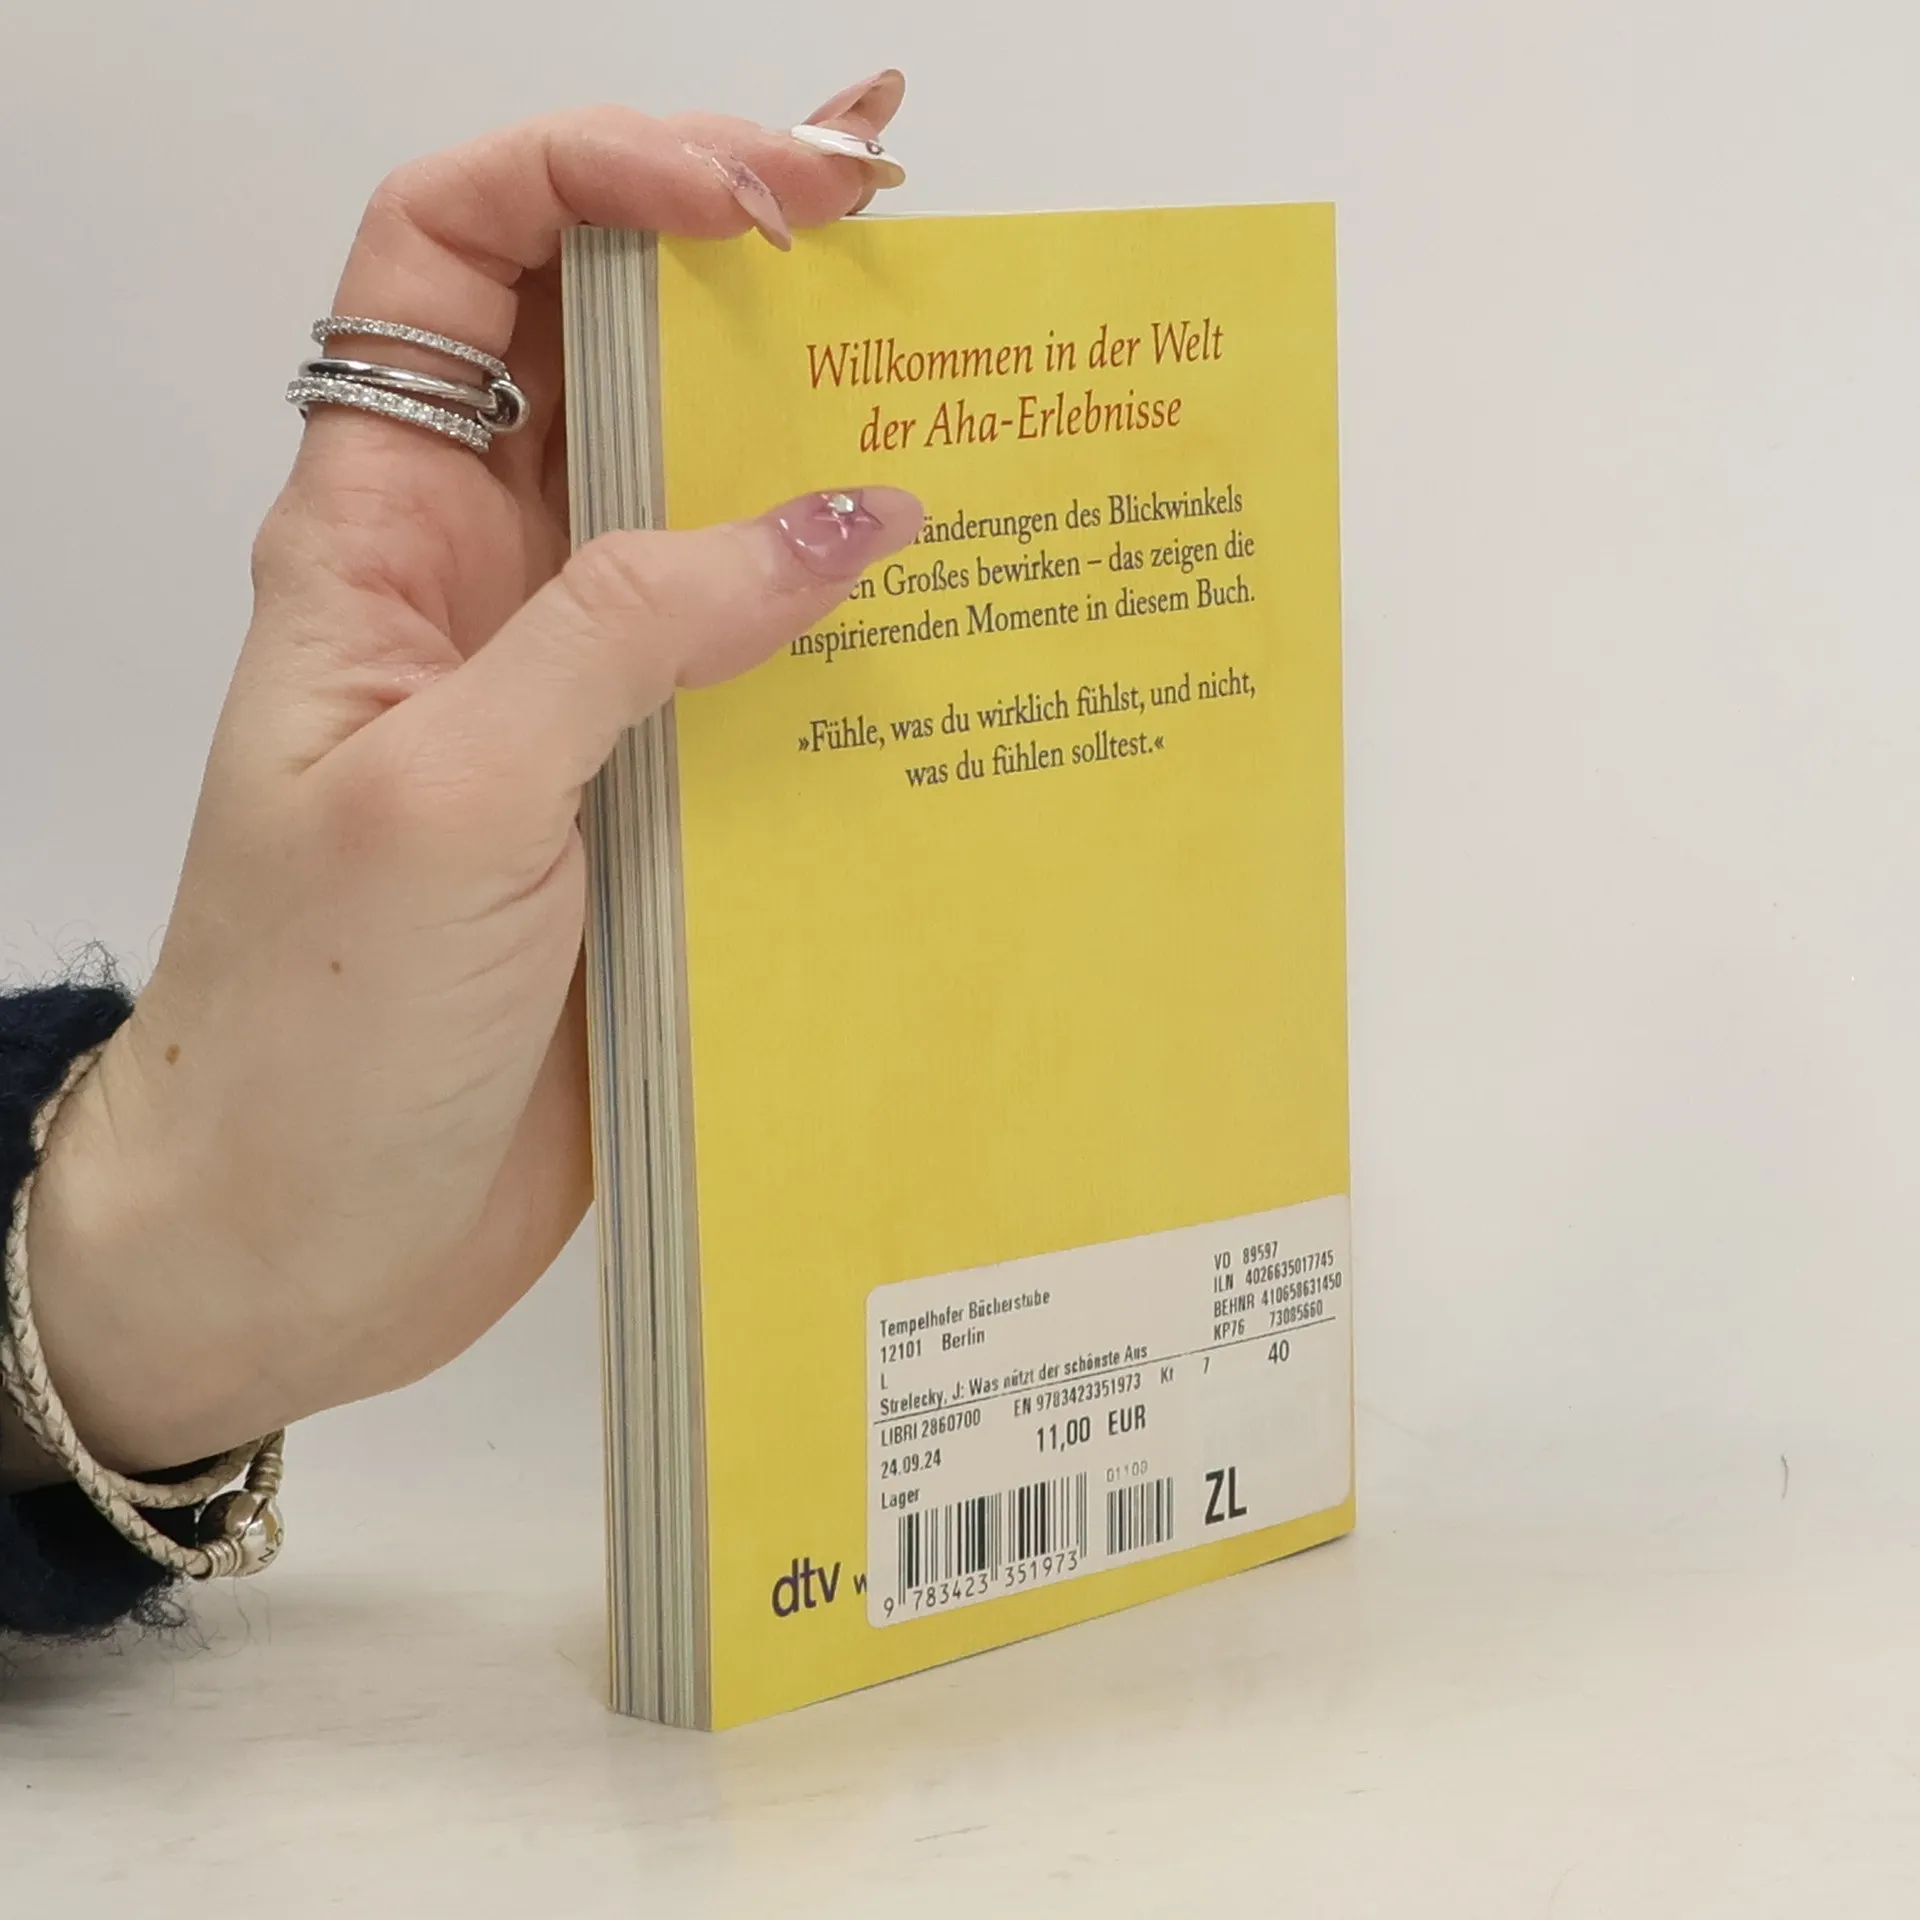 Willkommen in der Welt
der Aha-Erlebnisse
änderungen des Blickwinkels
Großes bewirken – das zeigen die
inspirierenden Momente in diesem Buch.
»Fühle, was du wirklich fühlst, und nicht,
was du fühlen solltest.«
VD 89597
ILN 4026635017745
BEHNR 410658631450
KP76 73085660
Tempelhofer Bücherstube
12101 Berlin
L
Strelecky, J: Was nützt der schönste Aus
LIBRI 2860700 EN 9783423351973 Kt 7 40
24.09.24 11,00 EUR
Lager 01100 ZL
9 783423 351973
dtv w